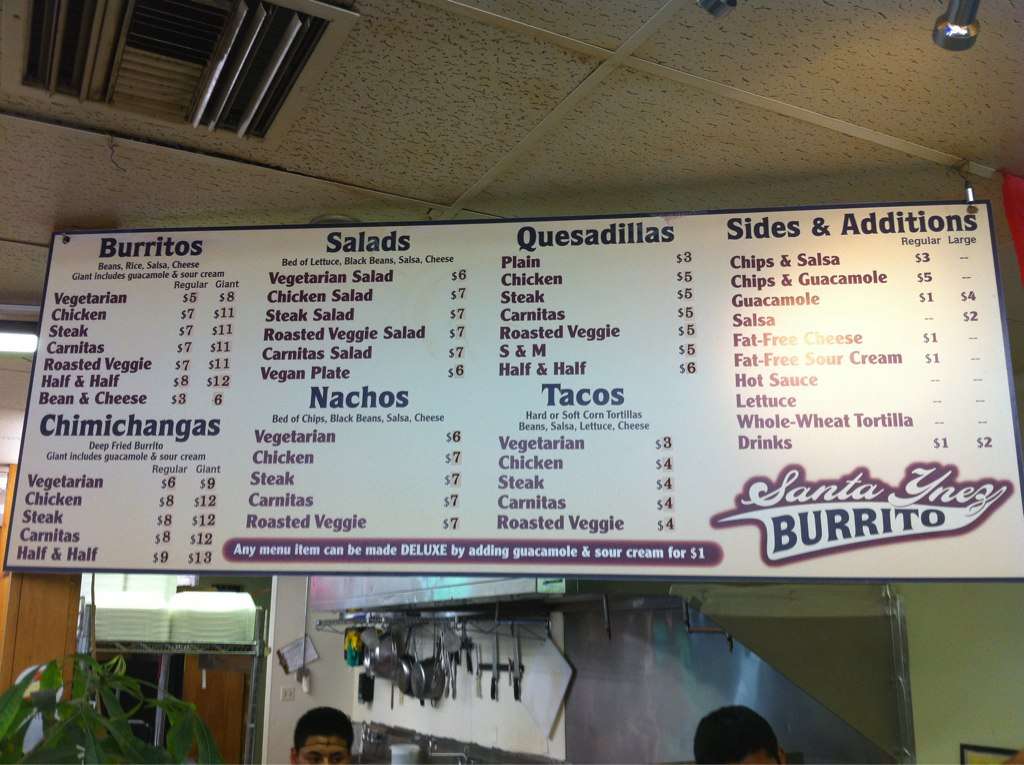 Burritos
Beans, Rice, Salsa, Cheese
Giant includes guacamole & sour cream
Regular Giant
Vegetarian $5 $8
Chicken $7 $11
Steak $7 $11
Carnitas $7 $11
Roasted Veggie $7 $11
Half & Half $8 $12
Bean & Cheese $3 6
Chimichangas
Deep Fried Burrito
Giant includes guacamole & sour cream
Regular Giant
Vegetarian $6 $9
Chicken $8 $12
Steak $8 $12
Carnitas $8 $12
Half & Half $9 $13
Salads
Bed of Lettuce, Black Beans, Salsa, Cheese
Vegetarian Salad $6
Chicken Salad $7
Steak Salad $7
Roasted Veggie Salad $7
Carnitas Salad $7
Vegan Plate $6
Nachos
Bed of Chips, Black Beans, Salsa, Cheese
Vegetarian $6
Chicken $7
Steak $7
Carnitas $7
Roasted Veggie $7
Quesadillas
Plain $3
Chicken $5
Steak $5
Carnitas $5
Roasted Veggie $5
S & M $5
Half & Half $6
Tacos
Hard or Soft Corn Tortillas
Beans, Salsa, Lettuce, Cheese
Vegetarian $3
Chicken $4
Steak $4
Carnitas $4
Roasted Veggie $4
Any menu item can be made DELUXE by adding guacamole & sour cream for $1
Sides & Additions
Regular Large
Chips & Salsa $3 --
Chips & Guacamole $5 --
Guacamole $1 $4
Salsa -- $2
Fat-Free Cheese $1 --
Fat-Free Sour Cream $1 --
Hot Sauce -- --
Lettuce -- --
Whole-Wheat Tortilla -- --
Drinks $1 $2
Santa Ynez
BURRITO